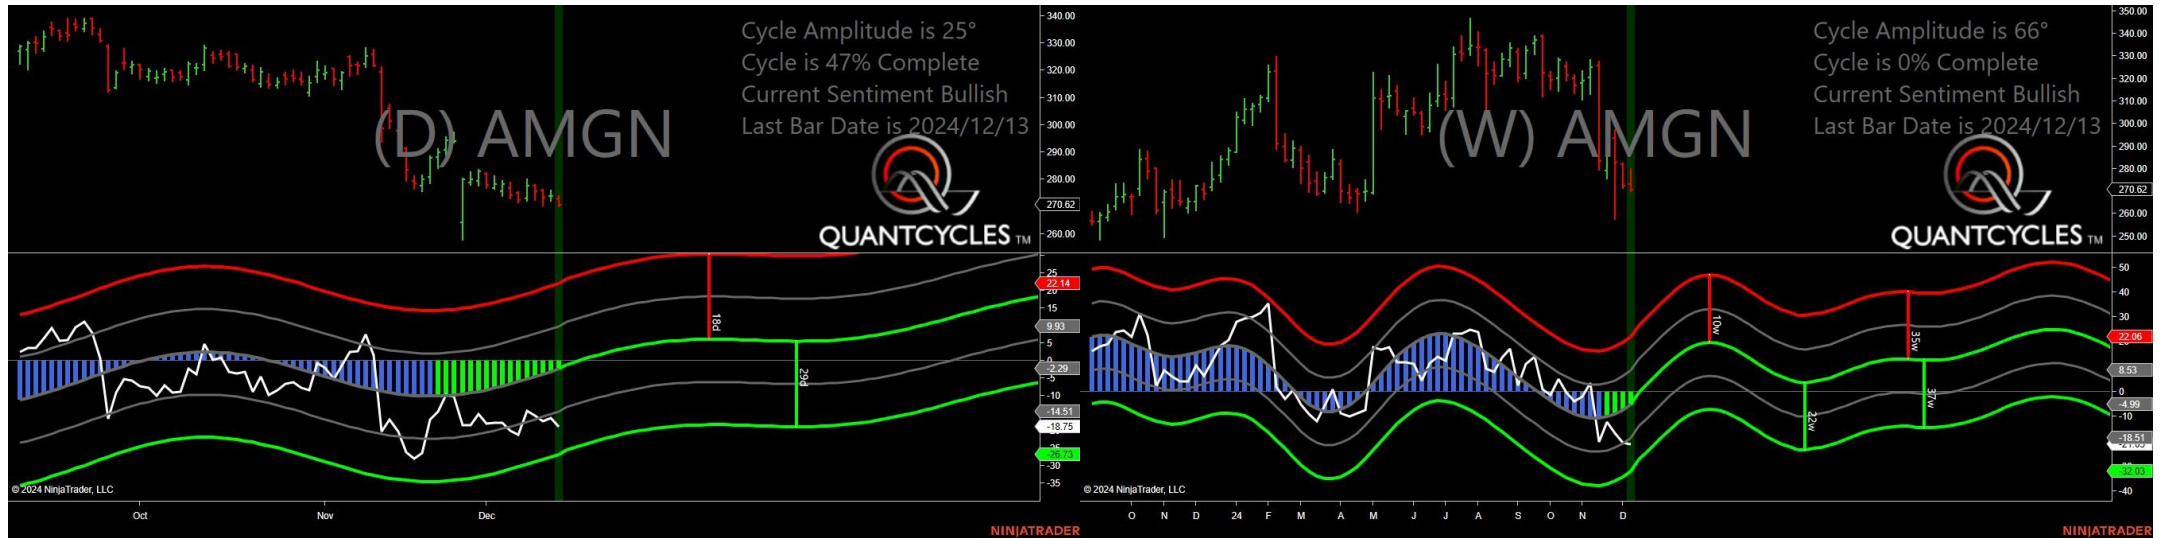 Cycle Amplitude is 25°
Cycle is 47% Complete
Current Sentiment Bullish
Last Bar Date is 2024/12/13
(D) AMGN
QUANTCYCLES TM
340.00
330.00
320.00
310.00
300.00
290.00
280.00
270.62
260.00
25
22.14
20
15
9.93
5
0
-2.29
-5
-10
-14.51
-18.75
-26.73
-30
-35
18d
29d
© 2024 NinjaTrader, LLC
Oct
Nov
Dec
NINJATRADER
Cycle Amplitude is 66°
Cycle is 0% Complete
Current Sentiment Bullish
Last Bar Date is 2024/12/13
(W) AMGN
QUANTCYCLES TM
350.00
340.00
330.00
320.00
310.00
300.00
290.00
280.00
270.62
260.00
250.00
50
40
30
22.06
8.53
0
-4.99
-10
-18.51
-32.03
-40
10w
22w
35w
37w
© 2024 NinjaTrader, LLC
O N D 24 F M A M J J A S O N D
NINJATRADER